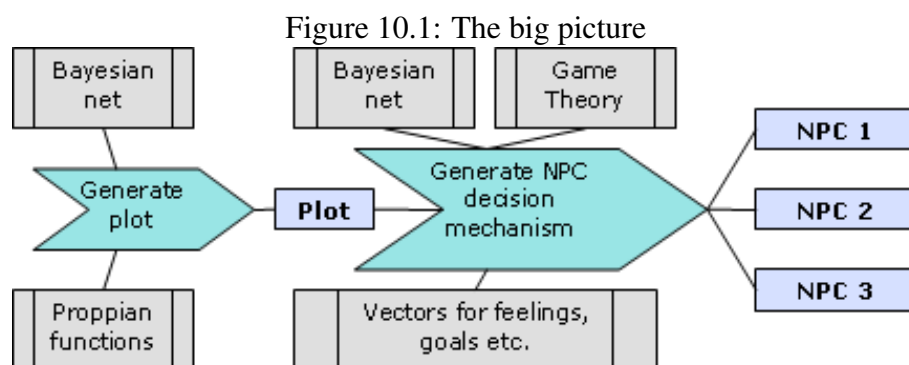 Figure 10.1: The big picture
Bayesian
net
Bayesian
net
Game
Theory
Generate
plot
Plot
Generate NPC
decision
mechanism
NPC 1
NPC 2
NPC 3
Proppian
functions
Vectors for feelings,
goals etc.